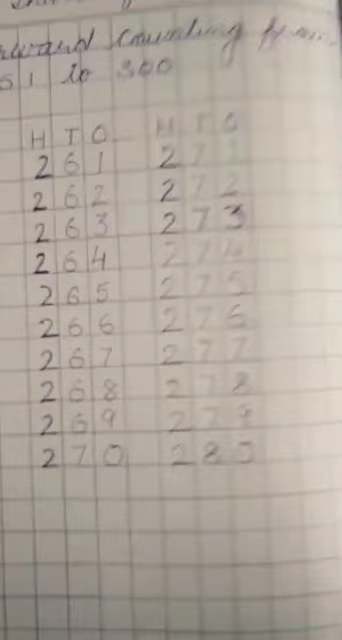 Counting from
51 to 300
H T O H T O
2 6 1 2 7 1
2 6 2 2 7 2
2 6 3 2 7 3
2 6 4 2 7 4
2 6 5 2 7 5
2 6 6 2 7 6
2 6 7 2 7 7
2 6 8 2 7 8
2 6 9 2 7 9
2 7 0 2 8 0